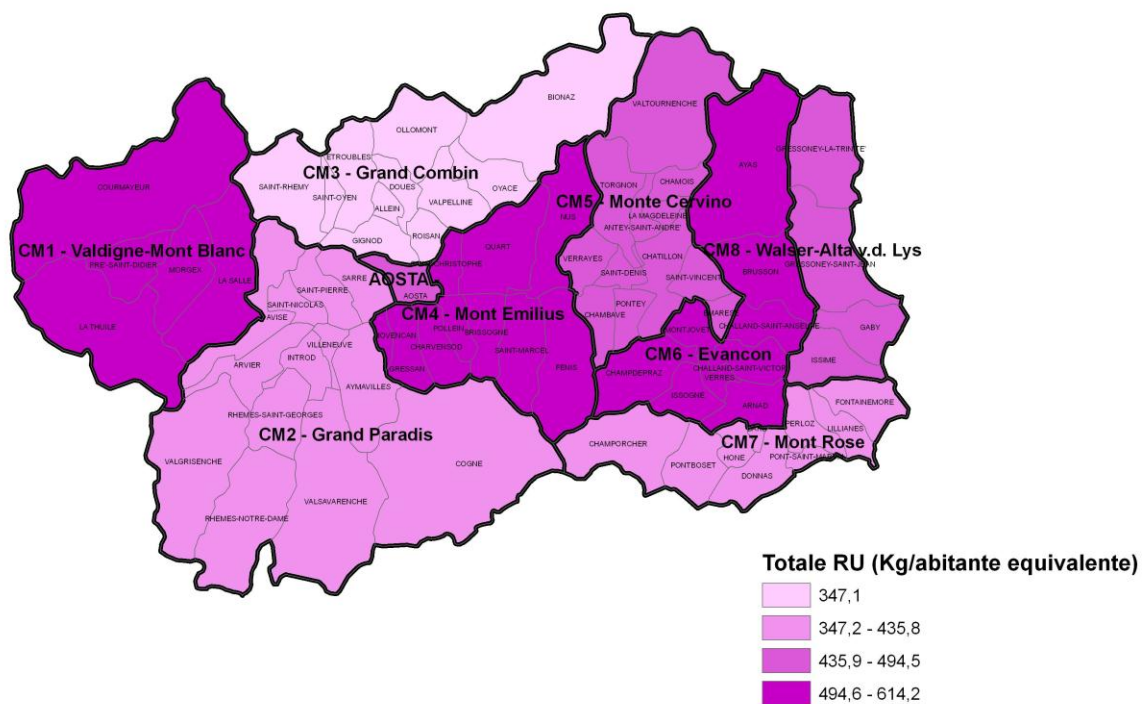 BIONAZ
VALTOURNENCHE
OLLOMONT
GRESSONEY-LA-TRINITE'
ETROUBLES
AYAS
CM3 - Grand Combin
COURMAYEUR
SAINT-RHEMY
SAINT-OYEN
DOUES
OYACE
TORGNON
CHAMOIS
ALLEIN
VALPELLINE
CM5 - Monte Cervino
NUS
LA MAGDELEINE
ANTEY-SAINT-ANDRE'
GIGNOD
ROISAN
QUART
CM1 - Valdigne-Mont Blanc
CM8 - Walser-Alta v.d. Lys
PRE'-SAINT-DIDIER
MORGEX
LA SALLE
SARRE
AOSTA
VERRAYES
CHATILLON
SAINT-DENIS
SAINT-VINCENT
BRUSSON
GRESSONEY-SAINT-JEAN
SAINT-PIERRE
AOSTA
SAINT-NICOLAS
PONTEY
CHAMBAVE
EMARESE
CM4 - Mont Emilius
AVISE
LA THUILE
POLLEIN
BRISSOGNE
MONTJOVET
CHALLAND-SAINT-ANSELME
GABY
VILLENEUVE
CHARVENSOD
SAINT-MARCEL
CM6 - Evancon
INTROD
ARVIER
GRESSAN
FENIS
CHALLAND-SAINT-VICTOR
ISSIME
AYMAVILLES
CHAMPDEPRAZ
VERRES
ISSOGNE
RHEMES-SAINT-GEORGES
ARNAD
FONTAINEMORE
CM2 - Grand Paradis
PERLOZ
LILLIANES
CHAMPORCHER
CM7 - Mont Rose
VALGRISENCHE
COGNE
PONTBOSET
HONE
DONNAS
VALSAVARENCHE
RHEMES-NOTRE-DAME
Totale RU (Kg/abitante equivalente)
347,1
347,2 - 435,8
435,9 - 494,5
494,6 - 614,2